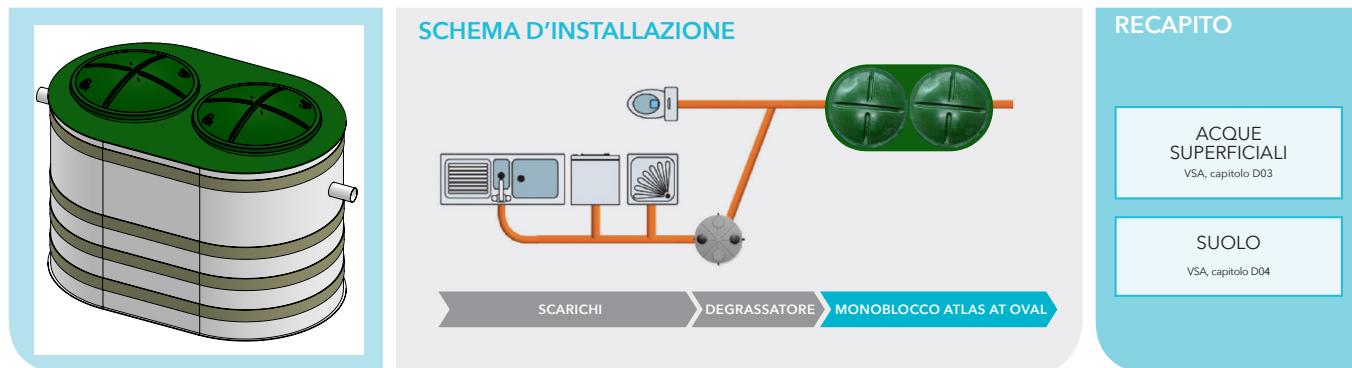 SCHEMA D'INSTALLAZIONE
SCARICHI
DEGRASSATORE
MONOBLOCCO ATLAS AT OVAL
RECAPITO
ACQUE
SUPERFICIALI
VSA, capitolo D03
SUOLO
VSA, capitolo D04